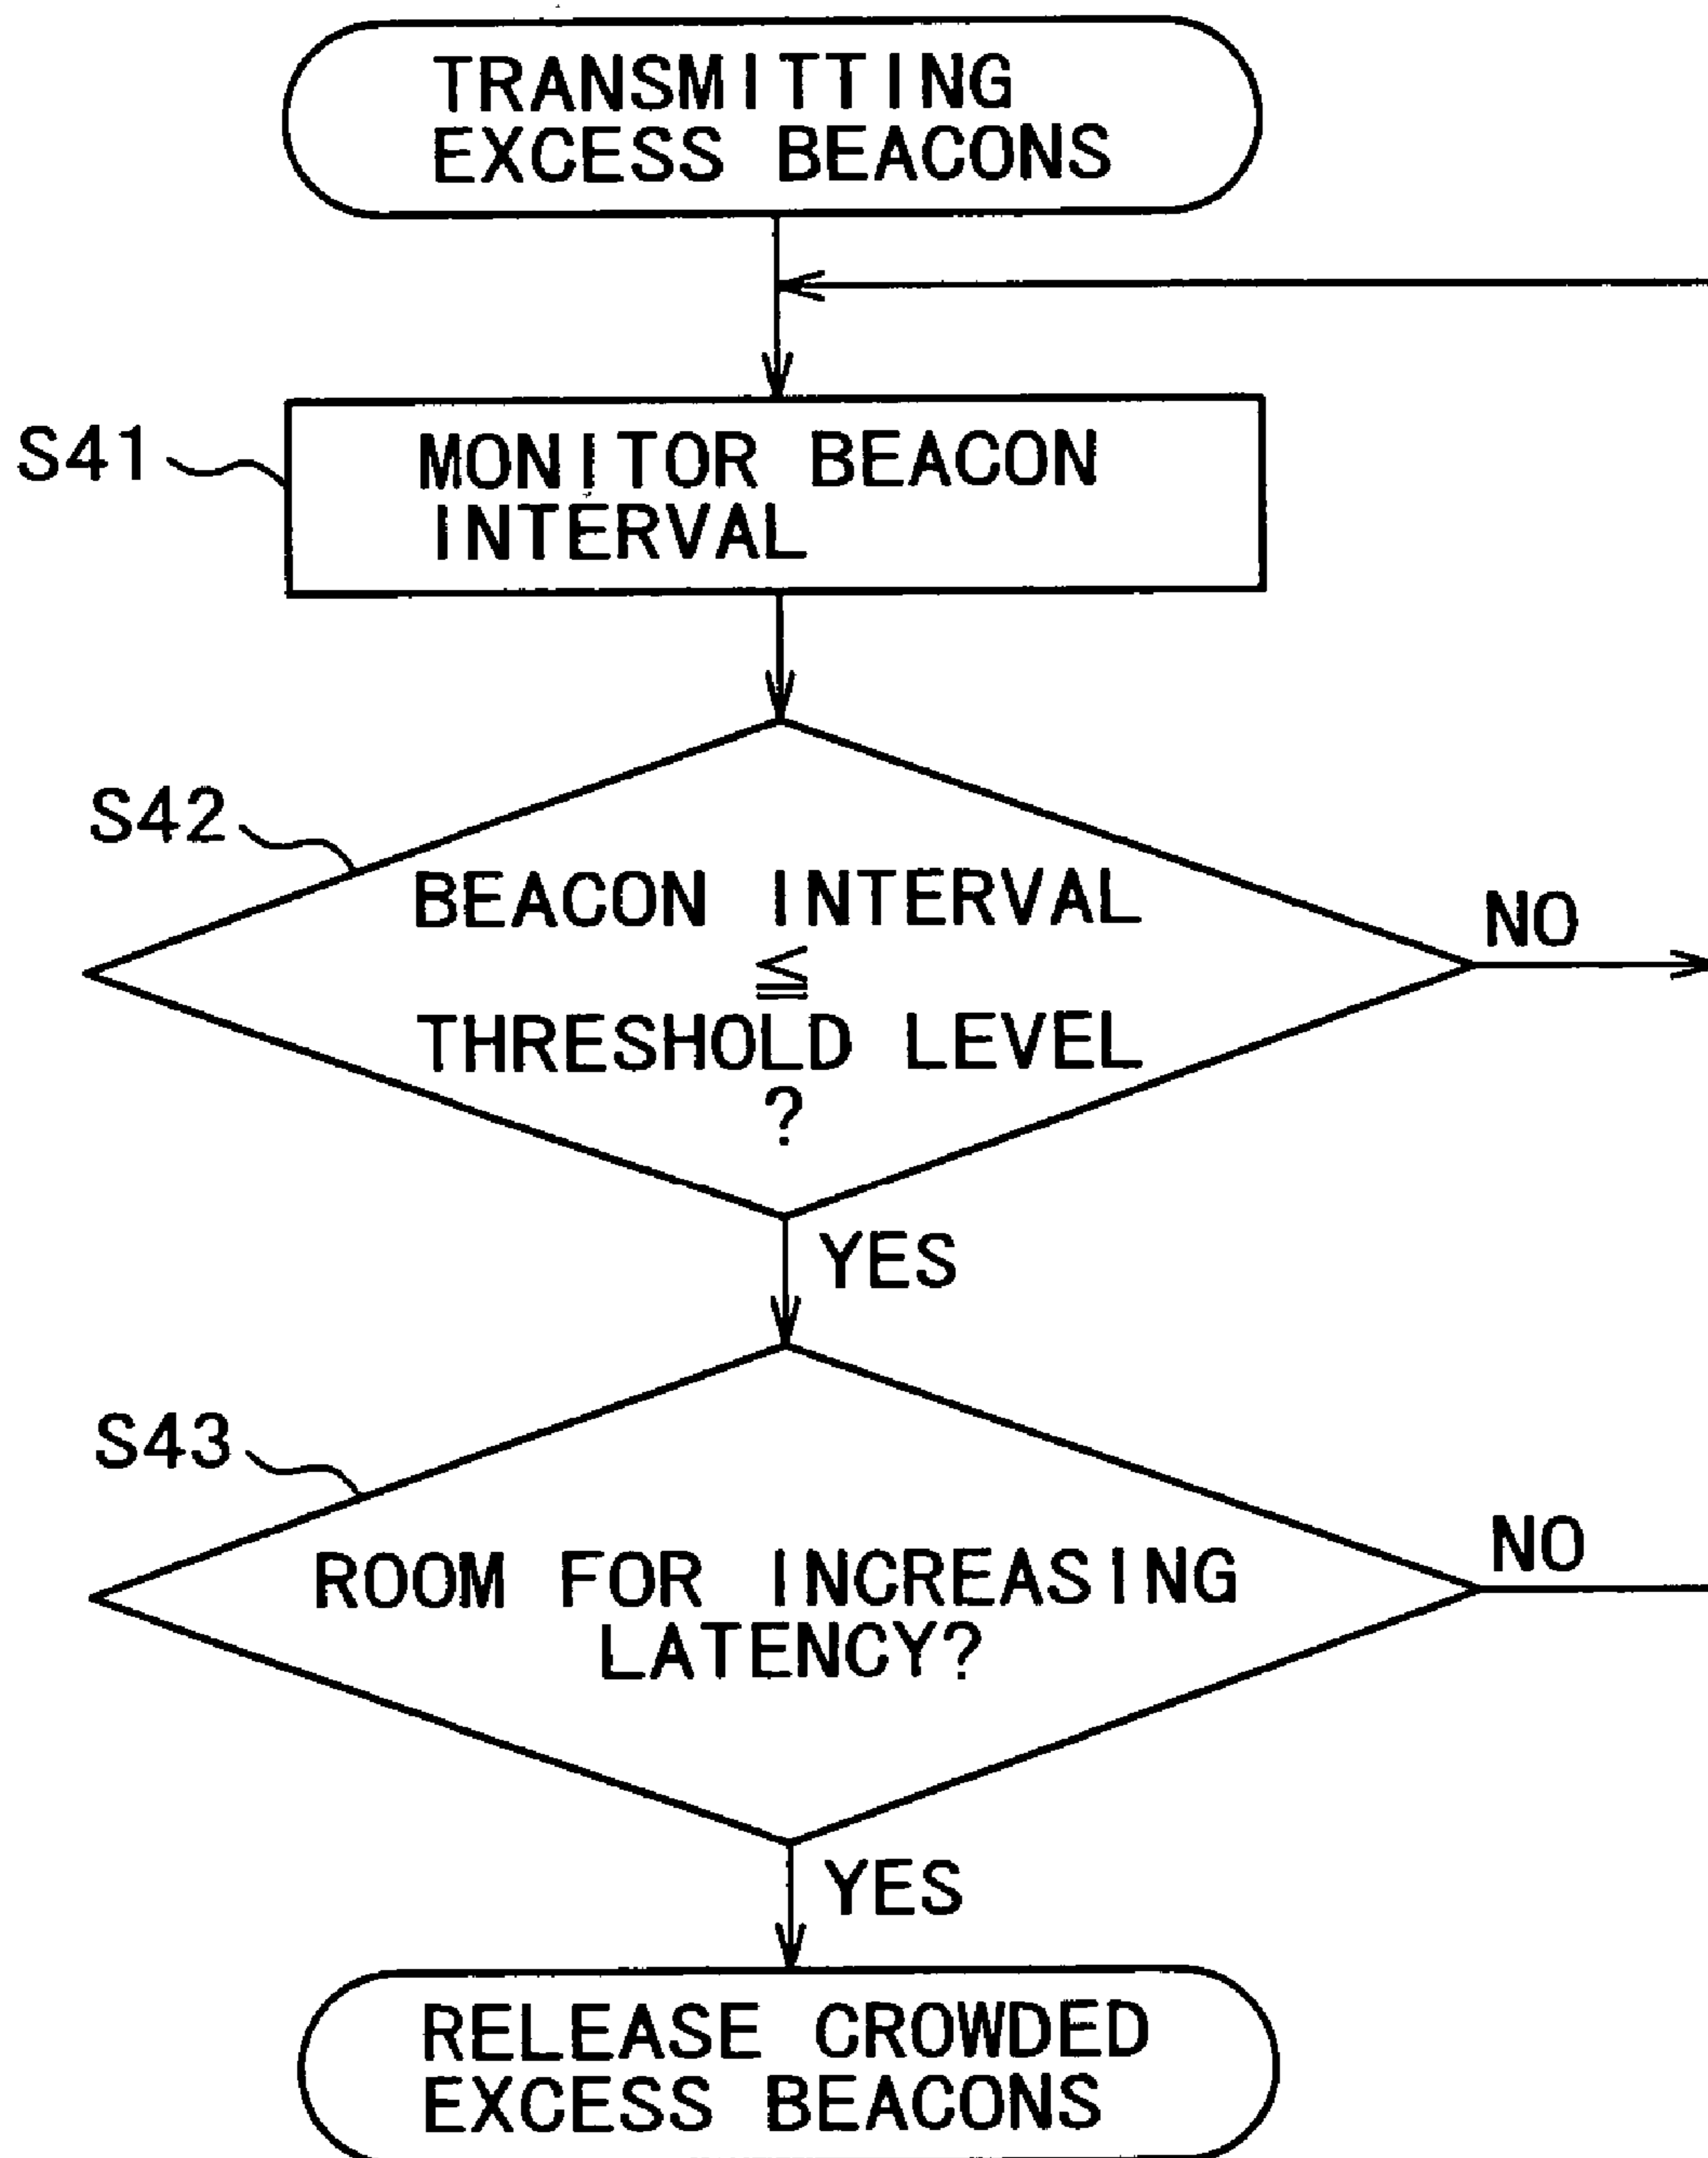 TRANSMITTING
EXCESS BEACONS
S41
MONITOR BEACON
INTERVAL
S42
BEACON INTERVAL
≦
THRESHOLD LEVEL
?
NO
YES
S43
ROOM FOR INCREASING
LATENCY?
NO
YES
RELEASE CROWDED
EXCESS BEACONS